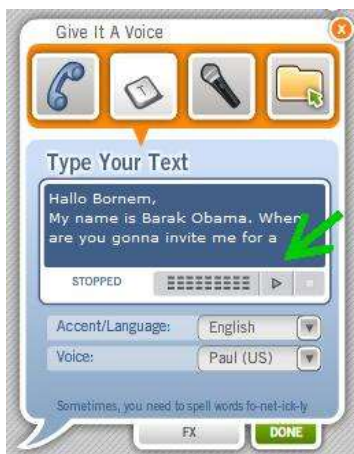 Give It A Voice
T
Type Your Text
Hallo Bornem,
My name is Barak Obama. When
are you gonna invite me for a
STOPPED
Accent/Language: English
Voice: Paul (US)
Sometimes, you need to spell words fo-net-ick-ly
FX DONE